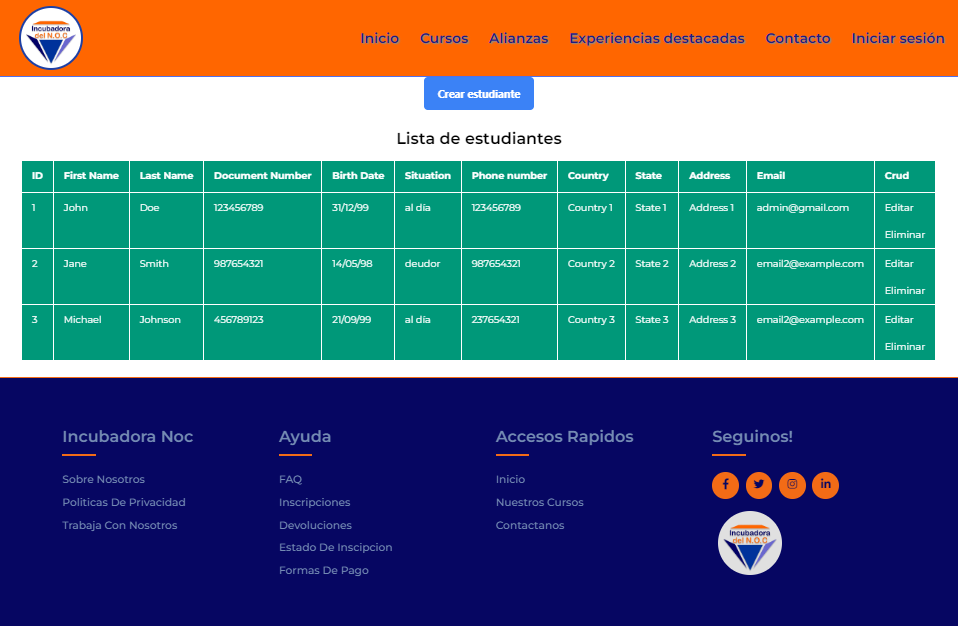 Incubadora
del N.O.C
Inicio Cursos Alianzas Experiencias destacadas Contacto Iniciar sesión
Crear estudiante
Lista de estudiantes
ID First Name Last Name Document Number Birth Date Situation Phone number Country State Address Email Crud
1 John Doe 123456789 31/12/99 al día 123456789 Country 1 State 1 Address 1 admin@gmail.com Editar
Eliminar
2 Jane Smith 987654321 14/05/98 deudor 987654321 Country 2 State 2 Address 2 email2@example.com Editar
Eliminar
3 Michael Johnson 456789123 21/09/99 al día 237654321 Country 3 State 3 Address 3 email2@example.com Editar
Eliminar
Incubadora Noc
Sobre Nosotros
Politicas De Privacidad
Trabaja Con Nosotros
Ayuda
FAQ
Inscripciones
Devoluciones
Estado De Inscipcion
Formas De Pago
Accesos Rapidos
Inicio
Nuestros Cursos
Contactanos
Seguinos!
Incubadora
del N.O.C